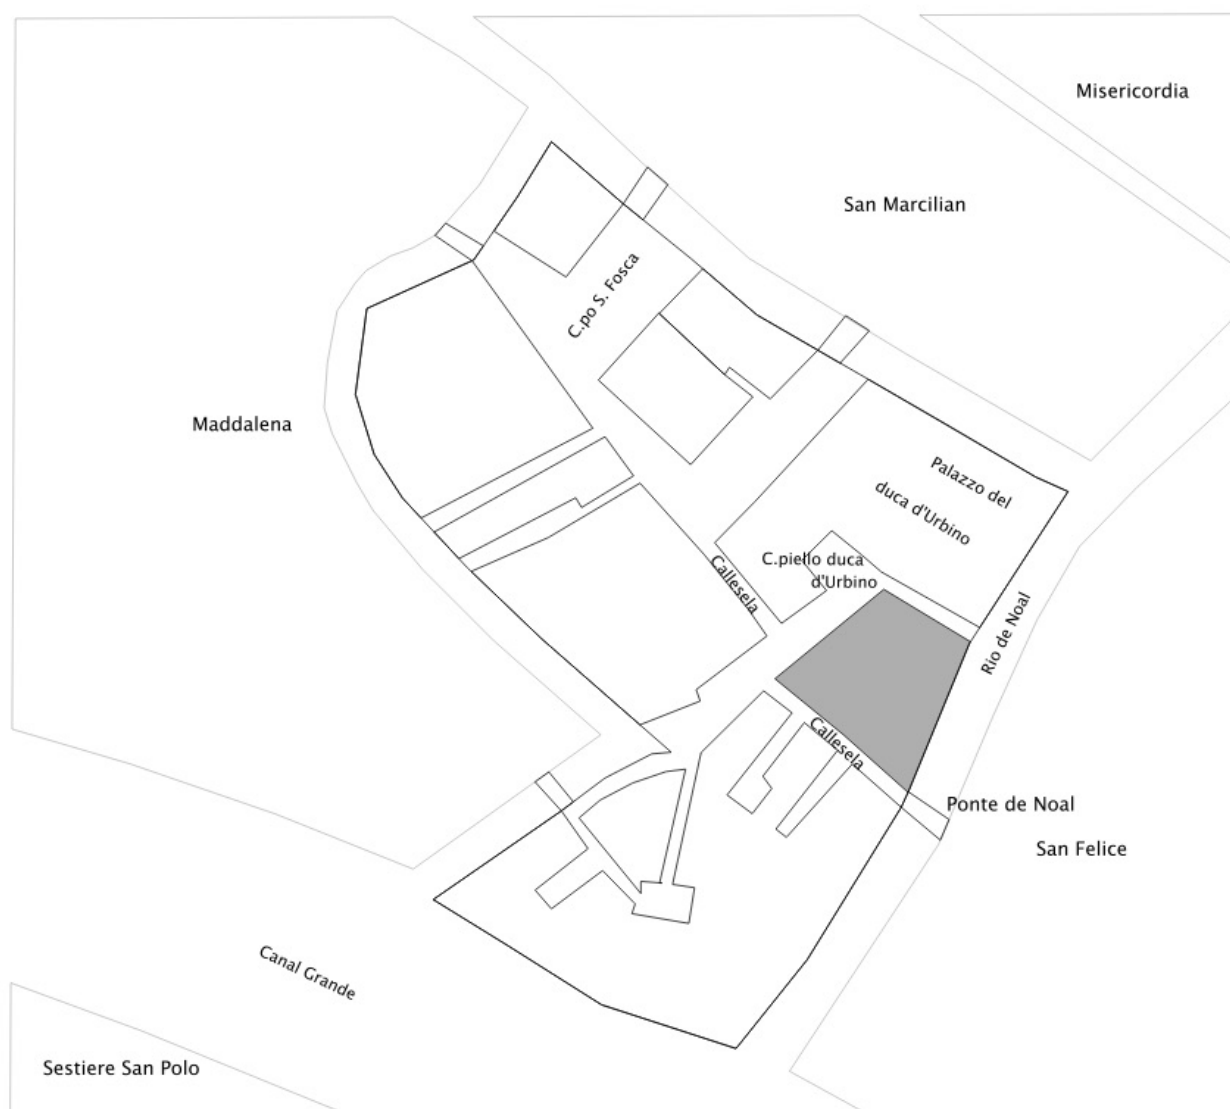 Misericordia
San Marcilian
C.po S. Fosca
Maddalena
Palazzo del
duca d'Urbino
C.piello duca
d'Urbino
Callesela
Rio de Noal
Callesela
Ponte de Noal
San Felice
Canal Grande
Sestiere San Polo